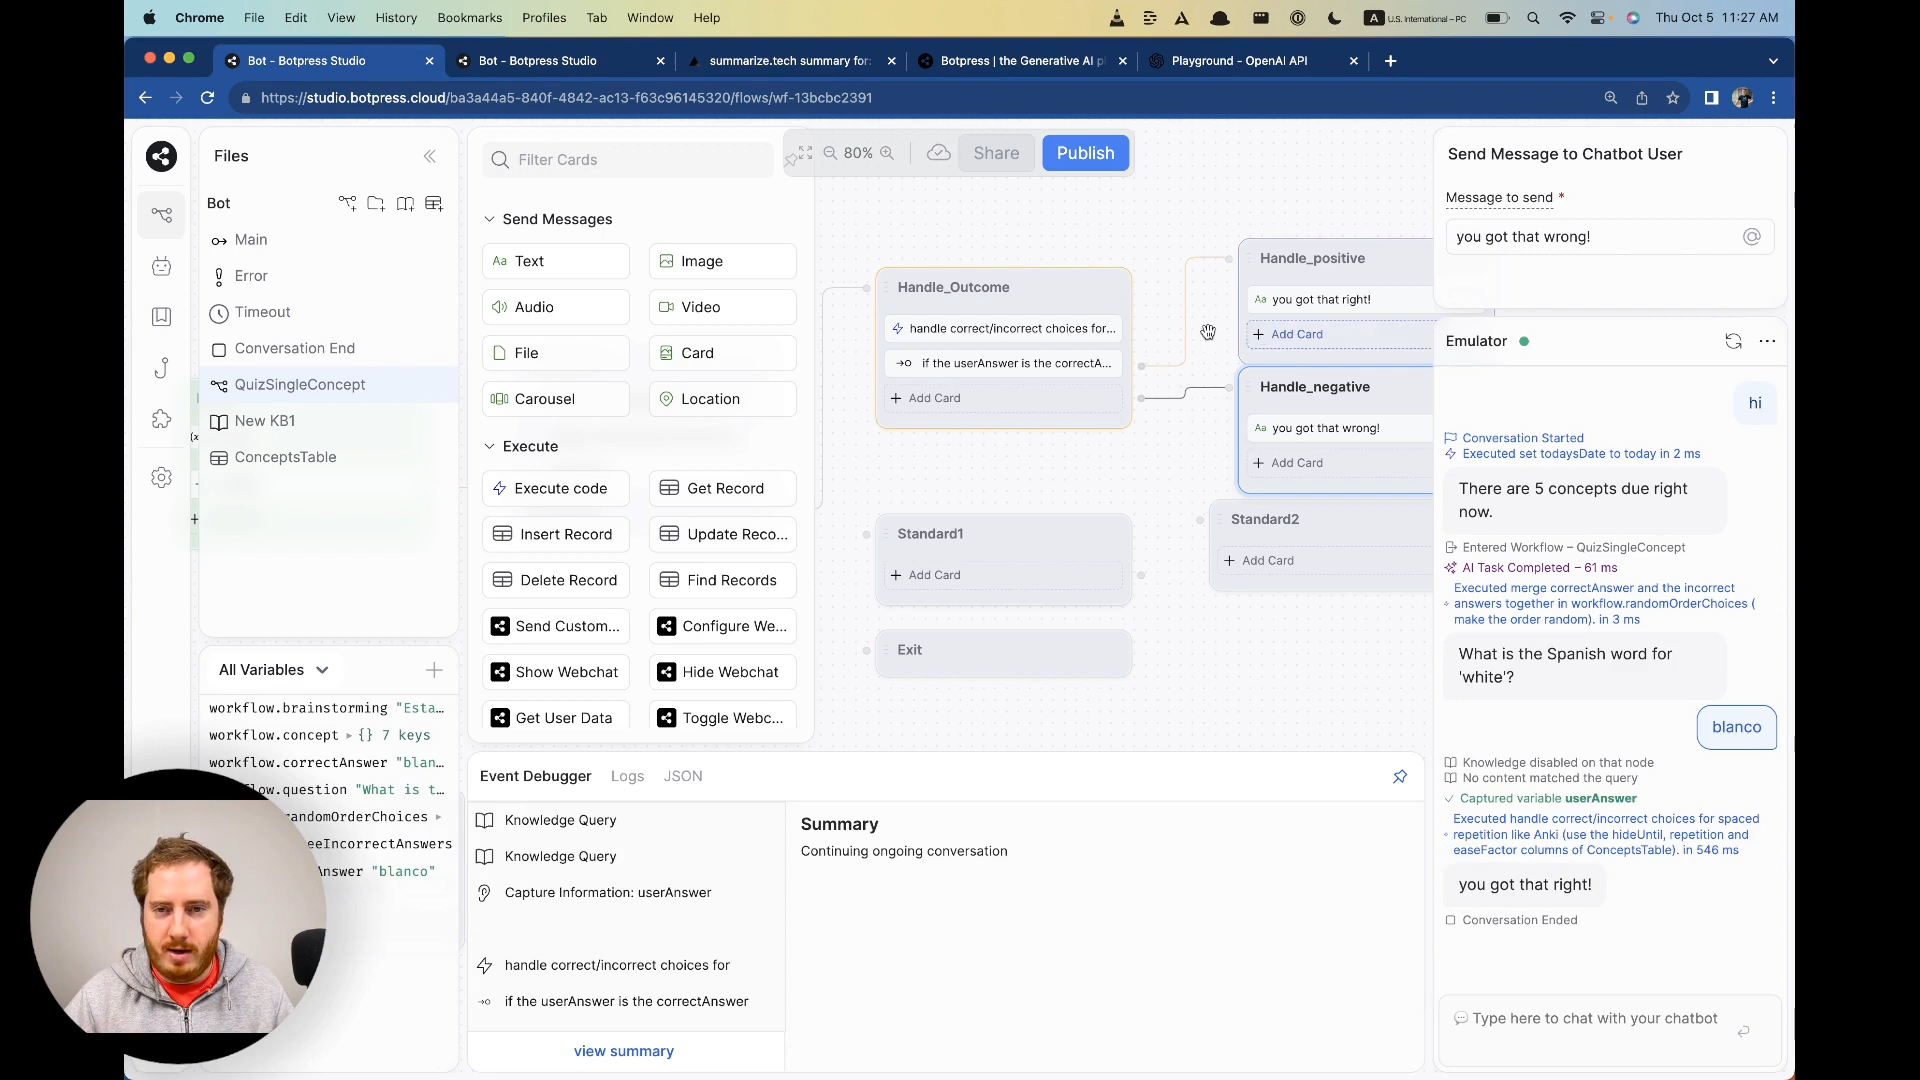 Chrome File Edit View History Bookmarks Profiles Tab Window Help
A U.S. International – PC Thu Oct 5 11:27 AM
Bot - Botpress Studio
Bot - Botpress Studio
summarize.tech summary for:
Botpress | the Generative AI pl
Playground - OpenAI API
https://studio.botpress.cloud/ba3a44a5-840f-4842-ac13-f63c96145320/flows/wf-13bcbc2391
Files
Bot
Main
Error
Timeout
Conversation End
QuizSingleConcept
New KB1
ConceptsTable
All Variables
workflow.brainstorming "Esta…
workflow.concept {} 7 keys
workflow.correctAnswer "blan…
low.question "What is t…
andomOrderChoices
eeIncorrectAnswers
nswer "blanco"
Filter Cards
Send Messages
Aa Text
Image
Audio
Video
File
Card
Carousel
Location
Execute
Execute code
Get Record
Insert Record
Update Reco...
Delete Record
Find Records
Send Custom...
Configure We...
Show Webchat
Hide Webchat
Get User Data
Toggle Webc...
80%
Share
Publish
Handle_Outcome
handle correct/incorrect choices for...
if the userAnswer is the correctA...
+ Add Card
Standard1
+ Add Card
Exit
Handle_positive
Aa you got that right!
+ Add Card
Handle_negative
Aa you got that wrong!
+ Add Card
Standard2
+ Add Card
Event Debugger
Logs
JSON
Knowledge Query
Knowledge Query
Capture Information: userAnswer
handle correct/incorrect choices for
if the userAnswer is the correctAnswer
view summary
Summary
Continuing ongoing conversation
Send Message to Chatbot User
Message to send *
you got that wrong!
Emulator
hi
Conversation Started
Executed set todaysDate to today in 2 ms
There are 5 concepts due right
now.
Entered Workflow – QuizSingleConcept
AI Task Completed – 61 ms
Executed merge correctAnswer and the incorrect
answers together in workflow.randomOrderChoices (
make the order random). in 3 ms
What is the Spanish word for
'white'?
blanco
Knowledge disabled on that node
No content matched the query
Captured variable userAnswer
Executed handle correct/incorrect choices for spaced
repetition like Anki (use the hideUntil, repetition and
easeFactor columns of ConceptsTable). in 546 ms
you got that right!
Conversation Ended
Type here to chat with your chatbot